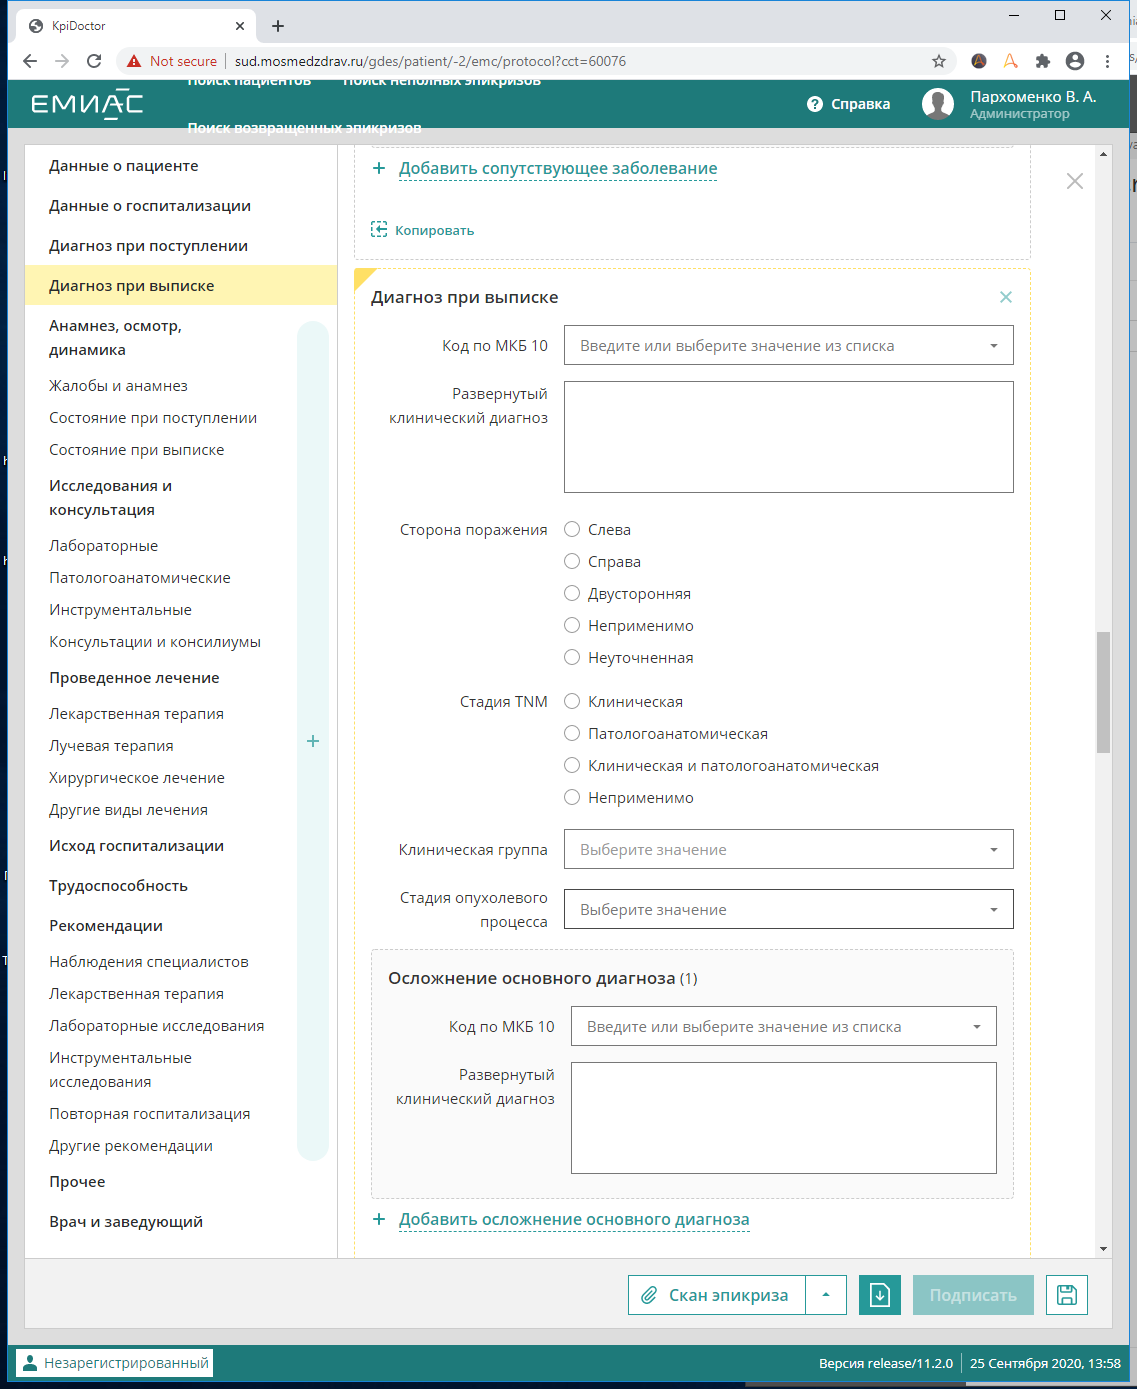 KpiDoctor
Not secure
sud.mosmedzdrav.ru/gdes/patient/-2/emc/protocol?cct=60076
ЕМИАС
Поиск пациентов
Поиск неполных эпикризов
Поиск возвращенных эпикризов
Справка
Пархоменко В. А.
Администратор
Данные о пациенте
Данные о госпитализации
Диагноз при поступлении
Диагноз при выписке
Анамнез, осмотр,
динамика
Жалобы и анамнез
Состояние при поступлении
Состояние при выписке
Исследования и
консультация
Лабораторные
Патологоанатомические
Инструментальные
Консультации и консилиумы
Проведенное лечение
Лекарственная терапия
Лучевая терапия
Хирургическое лечение
Другие виды лечения
Исход госпитализации
Трудоспособность
Рекомендации
Наблюдения специалистов
Лекарственная терапия
Лабораторные исследования
Инструментальные
исследования
Повторная госпитализация
Другие рекомендации
Прочее
Врач и заведующий
Добавить сопутствующее заболевание
Копировать
Диагноз при выписке
Код по МКБ 10
Введите или выберите значение из списка
Развернутый
клинический диагноз
Сторона поражения
Слева
Справа
Двусторонняя
Неприменимо
Неуточненная
Стадия TNM
Клиническая
Патологоанатомическая
Клиническая и патологоанатомическая
Неприменимо
Клиническая группа
Выберите значение
Стадия опухолевого
процесса
Выберите значение
Осложнение основного диагноза (1)
Код по МКБ 10
Введите или выберите значение из списка
Развернутый
клинический диагноз
Добавить осложнение основного диагноза
Скан эпикриза
Подписать
Незарегистрированный
Версия release/11.2.0
25 Сентября 2020, 13:58